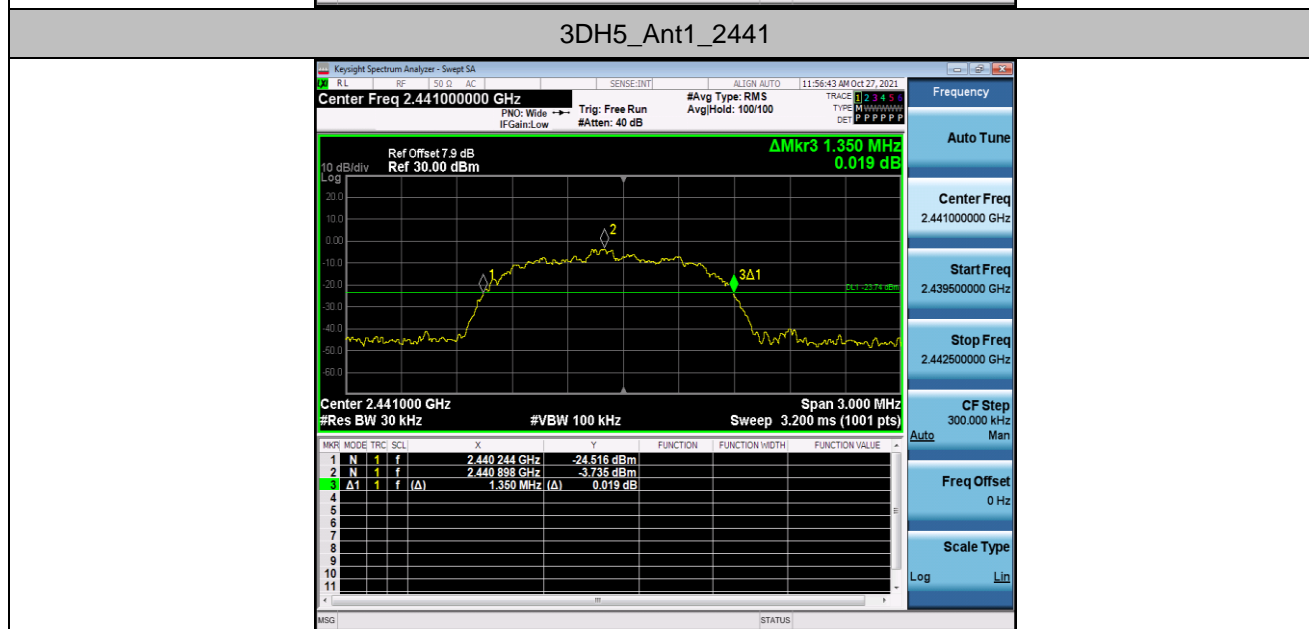 3DH5_Ant1_2441
Keysight Spectrum Analyzer - Swept SA
RL RF 50 Ω AC SENSE:INT ALIGN AUTO 11:56:43 AM Oct 27, 2021
Center Freq 2.441000000 GHz
PNO: Wide
IFGain:Low
Trig: Free Run
#Atten: 40 dB
#Avg Type: RMS
Avg|Hold: 100/100
TRACE 1 2 3 4 5 6
TYPE M W W W W W
DET P P P P P P
Frequency
Auto Tune
Center Freq
2.441000000 GHz
Start Freq
2.439500000 GHz
Stop Freq
2.442500000 GHz
CF Step
300.000 kHz
Auto Man
Freq Offset
0 Hz
Scale Type
Log Lin
ΔMkr3 1.350 MHz
0.019 dB
Ref Offset 7.9 dB
10 dB/div Ref 30.00 dBm
Log
20.0
10.0
0.00
-10.0
-20.0
-30.0
-40.0
-50.0
-60.0
1
2
3Δ1
DL1 -23.74 dBm
Center 2.441000 GHz Span 3.000 MHz
#Res BW 30 kHz #VBW 100 kHz Sweep 3.200 ms (1001 pts)
MKR MODE TRC SCL X Y FUNCTION FUNCTION WIDTH FUNCTION VALUE
1 N 1 f 2.440 244 GHz -24.516 dBm
2 N 1 f 2.440 898 GHz -3.735 dBm
3 Δ1 1 f (Δ) 1.350 MHz (Δ) 0.019 dB
4
5
6
7
8
9
10
11
MSG STATUS